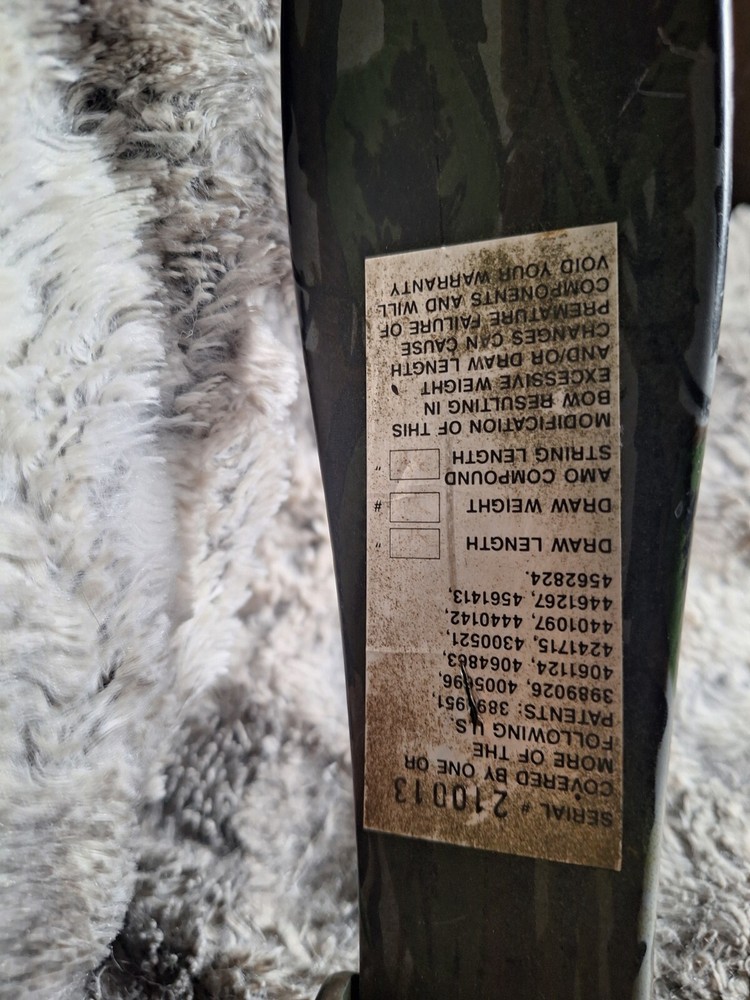 SERIAL # 210013
COVERED BY ONE OR
MORE OF THE
FOLLOWING U.S.
PATENTS:
3989026,
4061124, 4064863,
4241715, 4300521,
4401097, 4440142,
4461267, 4561413,
4562824.
DRAW LENGTH "
DRAW WEIGHT #
AMO COMPOUND
STRING LENGTH "
MODIFICATION OF THIS
BOW RESULTING IN
EXCESSIVE WEIGHT
AND/OR DRAW LENGTH
CHANGES CAN CAUSE
PREMATURE FAILURE OF
COMPONENTS AND WILL
VOID YOUR WARRANTY